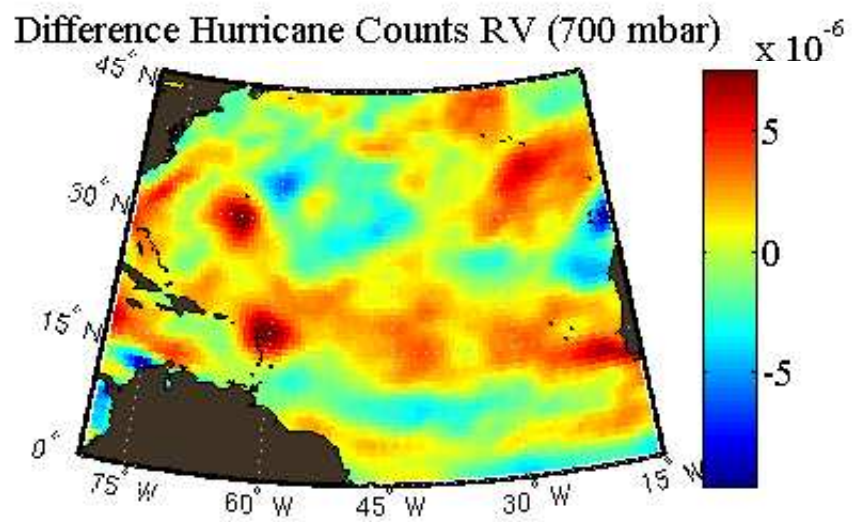 Difference Hurricane Counts RV (700 mbar)
x 10^-6
45° N
30° N
15° N
0°
75° W
60° W
45° W
30° W
15° W
5
0
-5